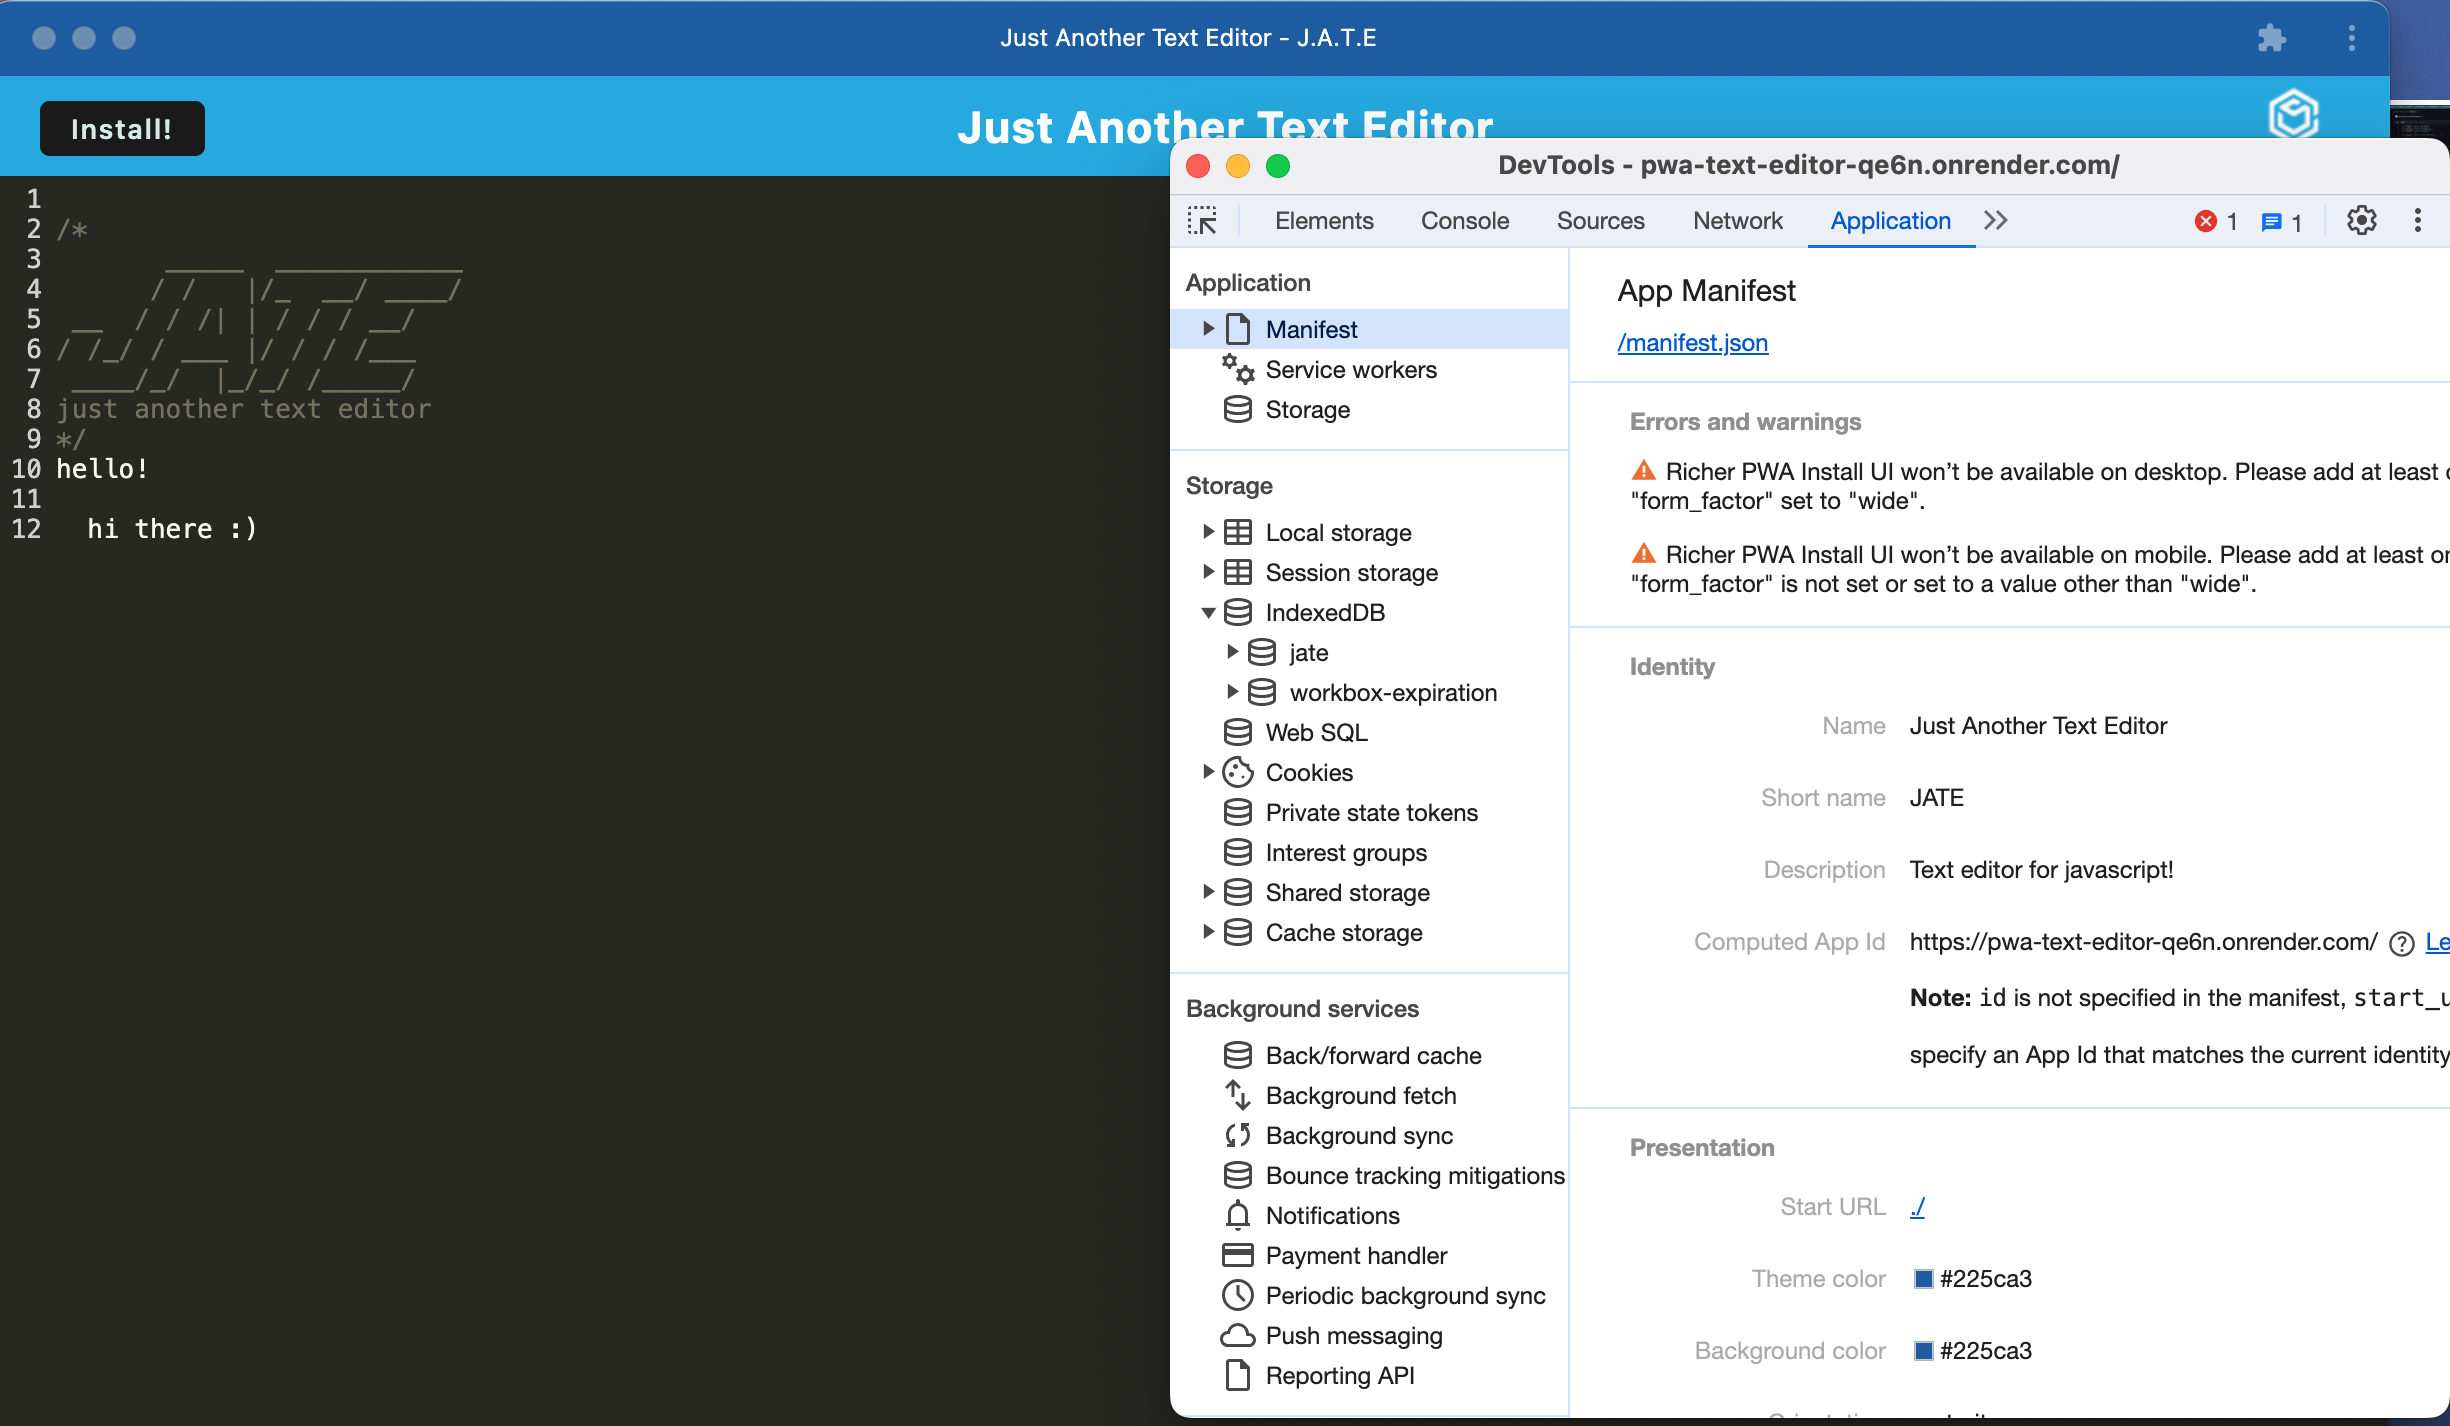 Just Another Text Editor - J.A.T.E
Install!
Just Another Text Editor
1
2 /*
3
4
5
6
7
8 just another text editor
9 */
10 hello!
11
12 hi there :)
DevTools - pwa-text-editor-qe6n.onrender.com/
Elements Console Sources Network Application 1 1
Application
Manifest
Service workers
Storage
Storage
Local storage
Session storage
IndexedDB
jate
workbox-expiration
Web SQL
Cookies
Private state tokens
Interest groups
Shared storage
Cache storage
Background services
Back/forward cache
Background fetch
Background sync
Bounce tracking mitigations
Notifications
Payment handler
Periodic background sync
Push messaging
Reporting API
App Manifest
/manifest.json
Errors and warnings
Richer PWA Install UI won’t be available on desktop. Please add at least
"form_factor" set to "wide".
Richer PWA Install UI won’t be available on mobile. Please add at least
"form_factor" is not set or set to a value other than "wide".
Identity
Name Just Another Text Editor
Short name JATE
Description Text editor for javascript!
Computed App Id https://pwa-text-editor-qe6n.onrender.com/
Note: id is not specified in the manifest,
specify an App Id that matches the current identity
Presentation
Start URL ./
Theme color #225ca3
Background color #225ca3